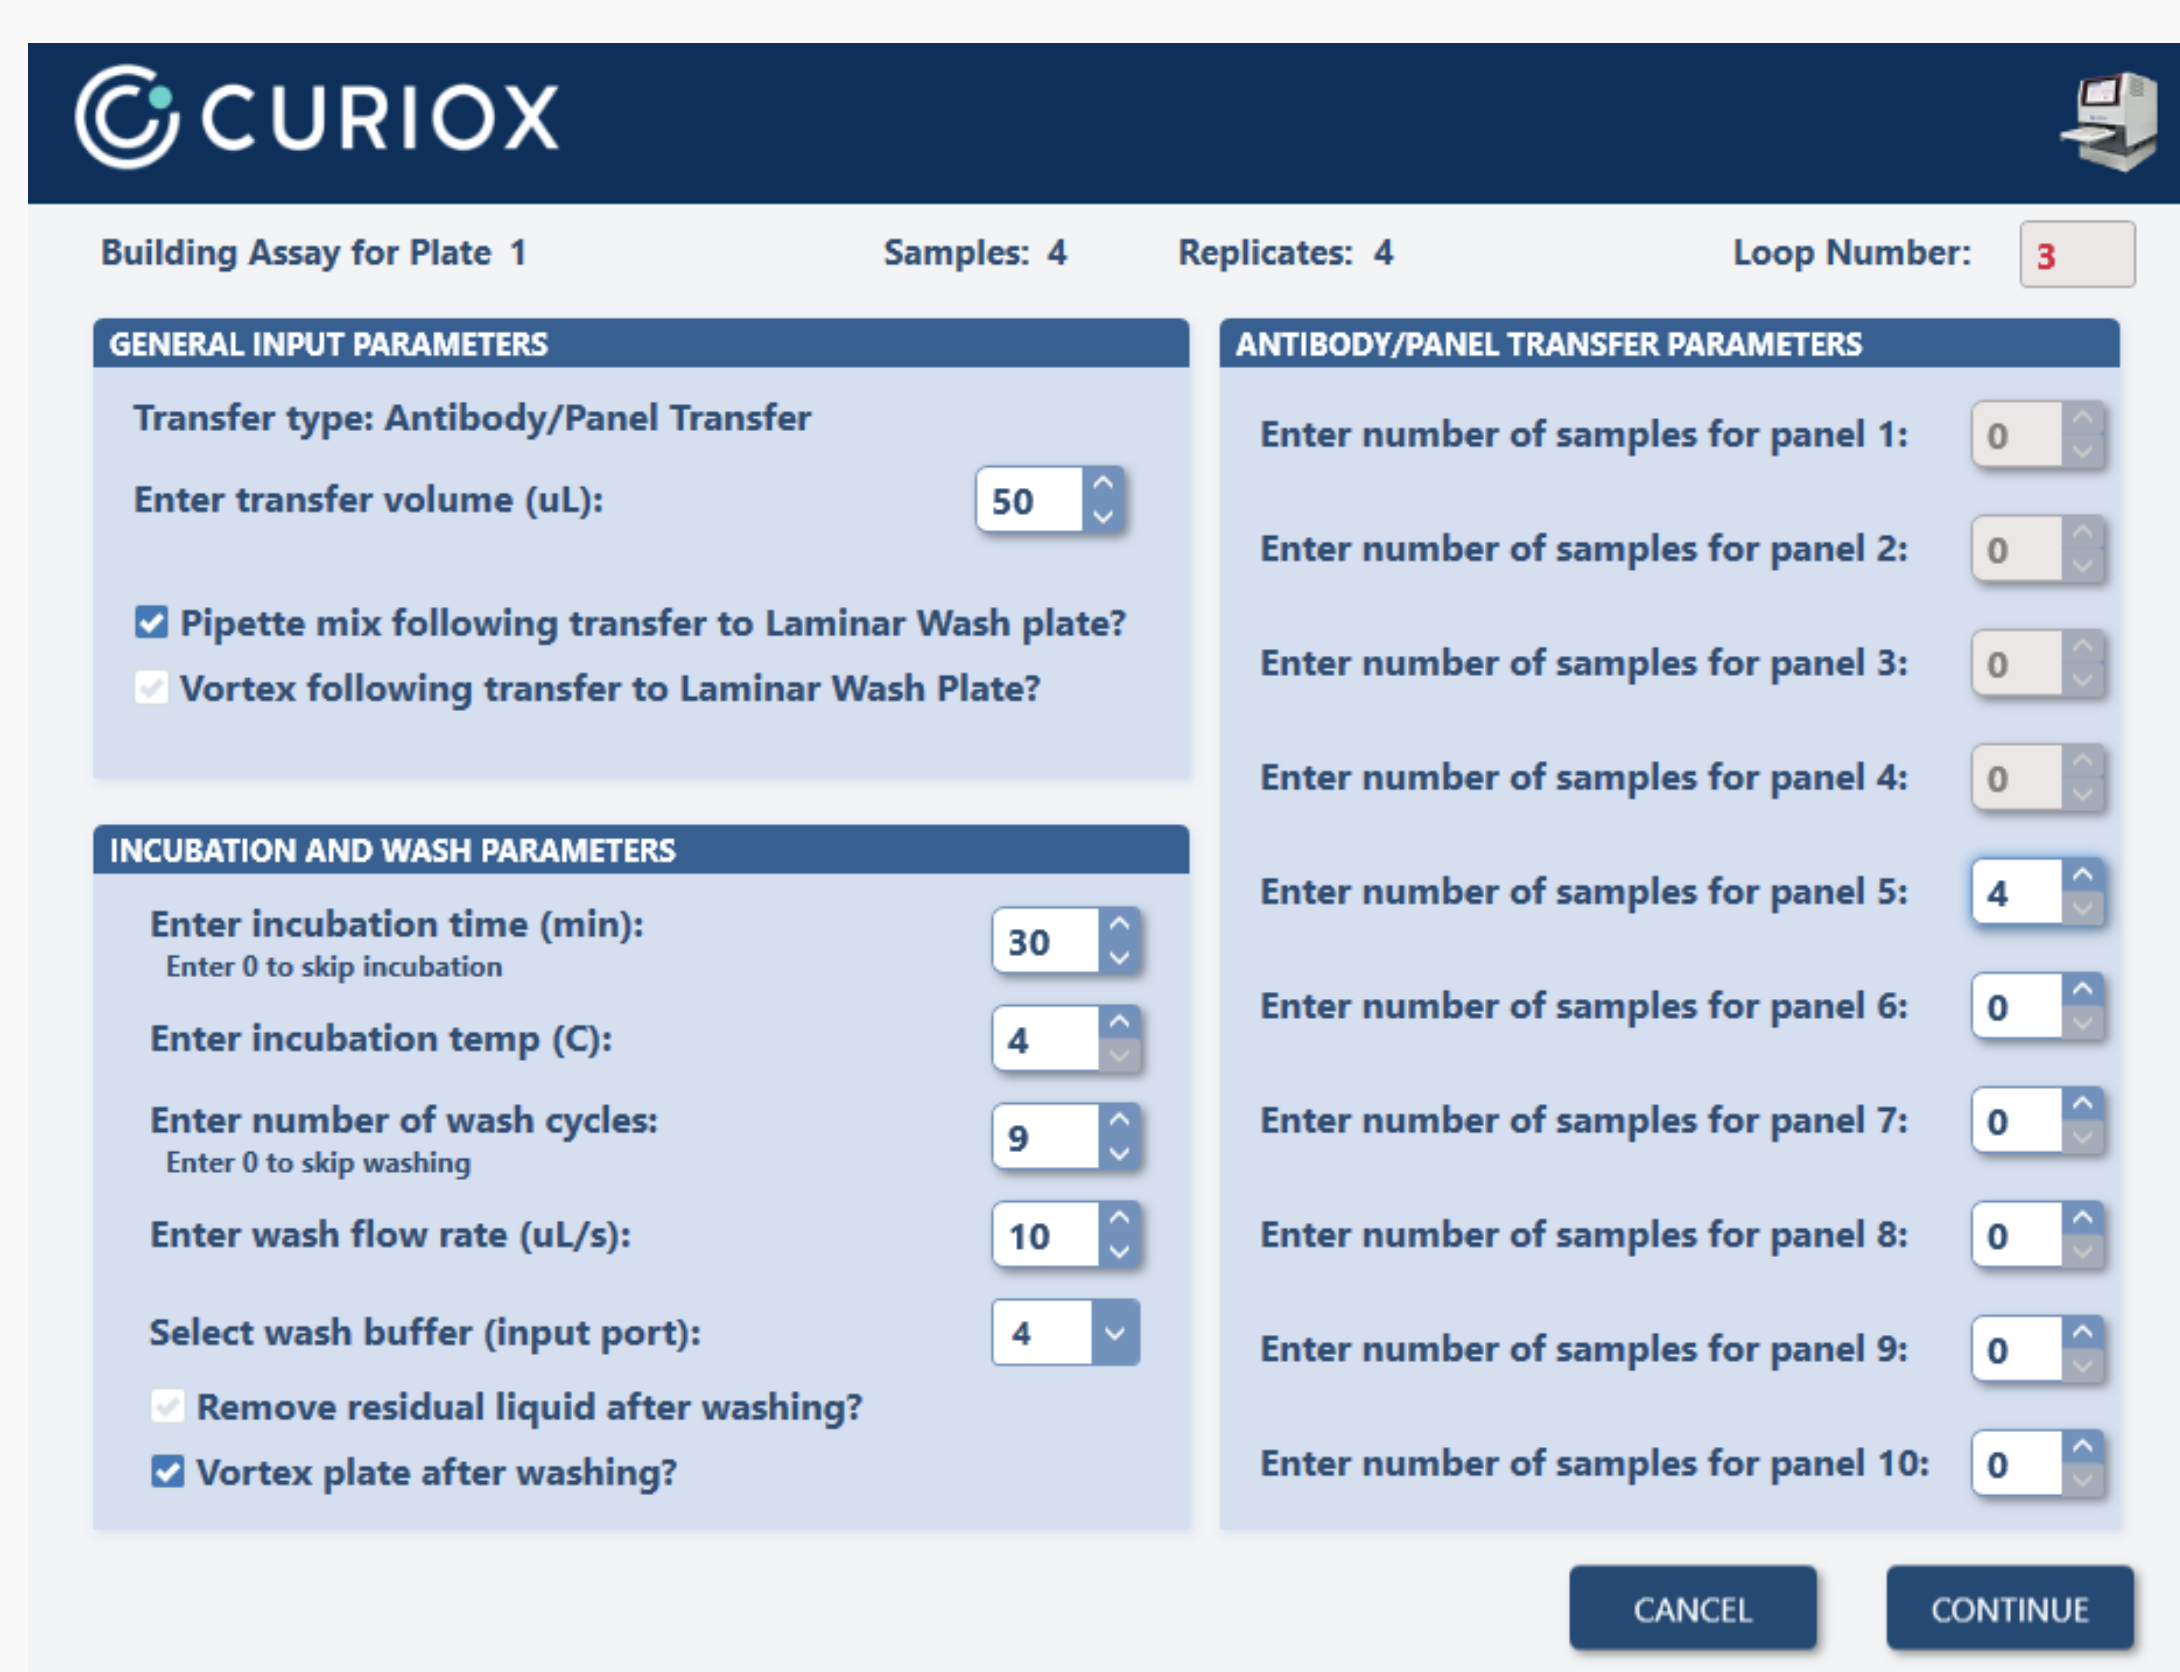 CURIOX
Building Assay for Plate 1 Samples: 4 Replicates: 4 Loop Number: 3
GENERAL INPUT PARAMETERS
Transfer type: Antibody/Panel Transfer
Enter transfer volume (uL): 50
Pipette mix following transfer to Laminar Wash plate?
Vortex following transfer to Laminar Wash Plate?
INCUBATION AND WASH PARAMETERS
Enter incubation time (min): 30
Enter 0 to skip incubation
Enter incubation temp (C): 4
Enter number of wash cycles: 9
Enter 0 to skip washing
Enter wash flow rate (uL/s): 10
Select wash buffer (input port): 4
Remove residual liquid after washing?
Vortex plate after washing?
ANTIBODY/PANEL TRANSFER PARAMETERS
Enter number of samples for panel 1: 0
Enter number of samples for panel 2: 0
Enter number of samples for panel 3: 0
Enter number of samples for panel 4: 0
Enter number of samples for panel 5: 4
Enter number of samples for panel 6: 0
Enter number of samples for panel 7: 0
Enter number of samples for panel 8: 0
Enter number of samples for panel 9: 0
Enter number of samples for panel 10: 0
CANCEL CONTINUE